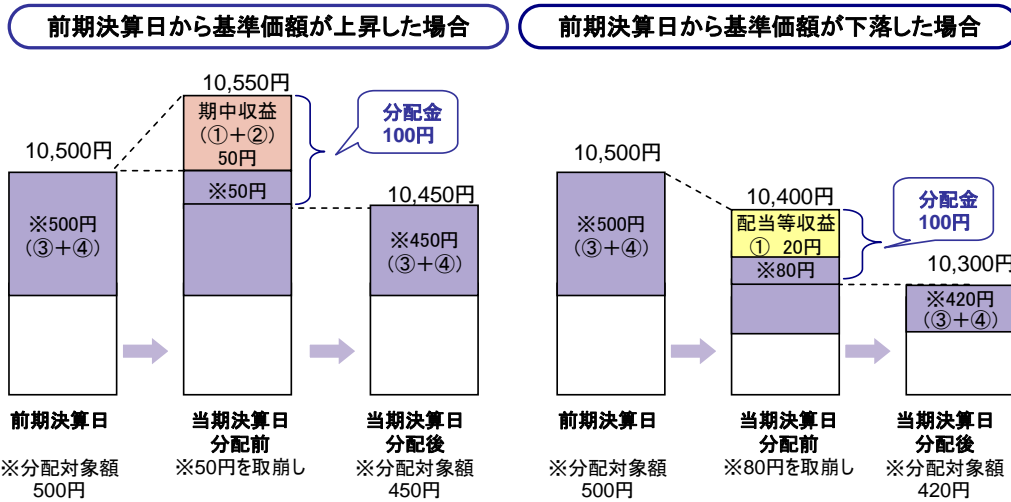 前期決算日から基準価額が上昇した場合
10,550円
期中収益
（①＋②）
50円
分配金
100円
10,500円
※50円
10,450円
※500円
（③＋④）
※450円
（③＋④）
前期決算日
当期決算日
分配前
当期決算日
分配後
※分配対象額
500円
※50円を取崩し
※分配対象額
450円
前期決算日から基準価額が下落した場合
10,500円
10,400円
分配金
100円
配当等収益
① 20円
※500円
（③＋④）
※80円
10,300円
※420円
（③＋④）
前期決算日
当期決算日
分配前
当期決算日
分配後
※分配対象額
500円
※80円を取崩し
※分配対象額
420円